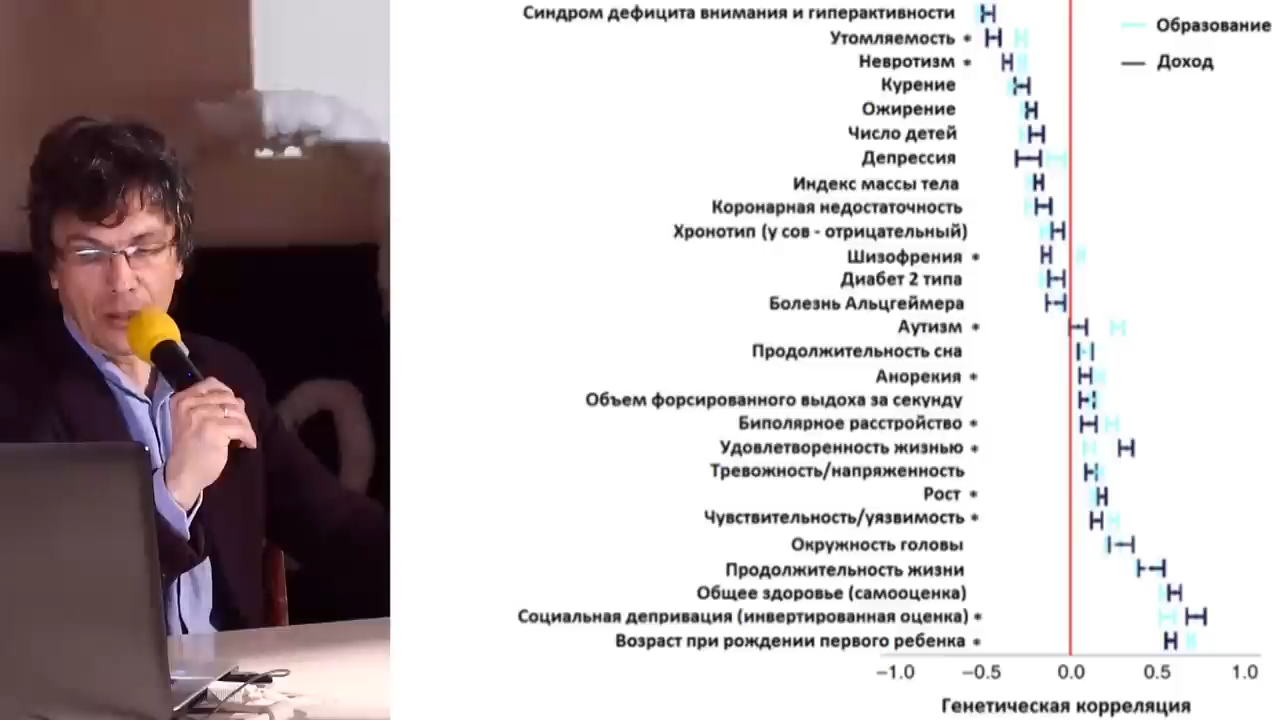 Синдром дефицита внимания и гиперактивности
Утомляемость *
Невротизм *
Курение
Ожирение
Число детей
Депрессия
Индекс массы тела
Коронарная недостаточность
Хронотип (у сов - отрицательный)
Шизофрения *
Диабет 2 типа
Болезнь Альцгеймера
Аутизм *
Продолжительность сна
Анорекия *
Объем форсированного выдоха за секунду
Биполярное расстройство *
Удовлетворенность жизнью *
Тревожность/напряженность
Рост *
Чувствительность/уязвимость *
Окружность головы
Продолжительность жизни
Общее здоровье (самооценка)
Социальная депривация (инвертированная оценка) *
Возраст при рождении первого ребенка *
Образование
Доход
−1.0 −0.5 0.0 0.5 1.0
Генетическая корреляция